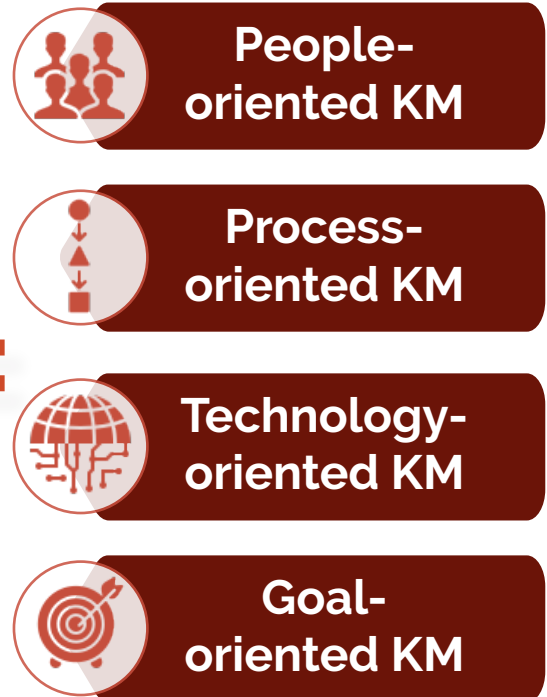 People-
oriented KM
Process-
oriented KM
Technology-
oriented KM
Goal-
oriented KM